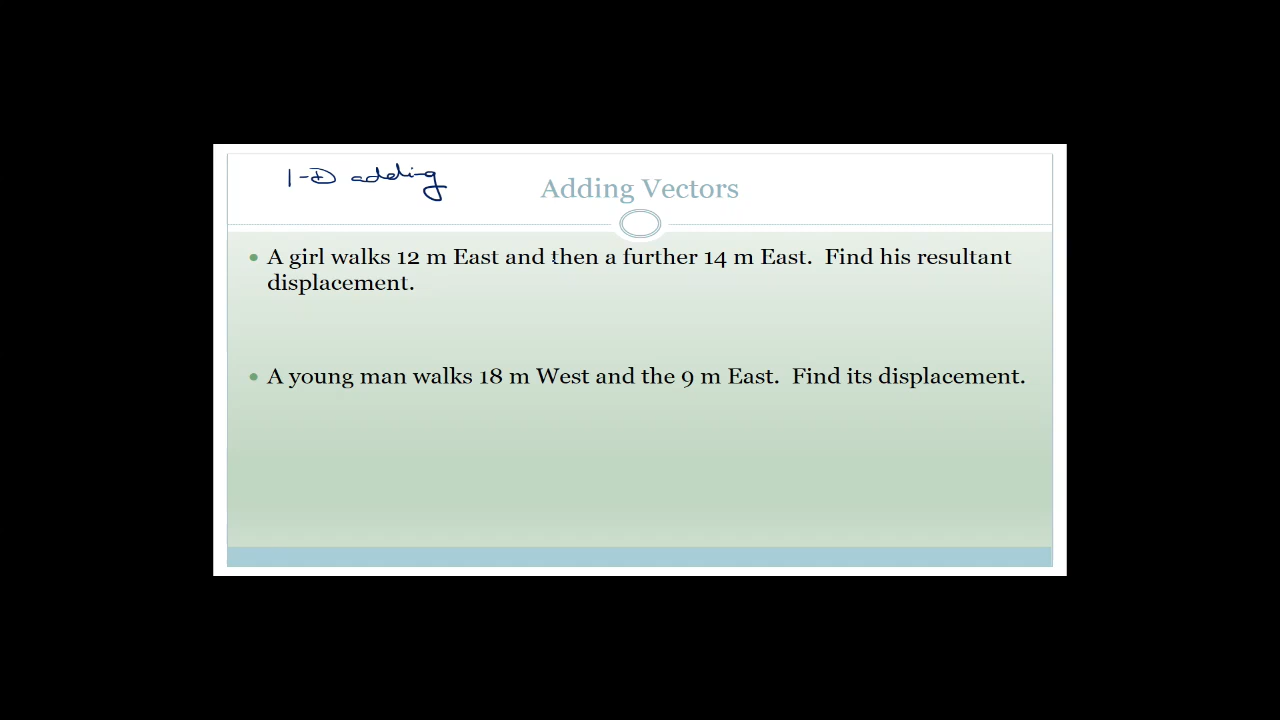 1-D adding
Adding Vectors
• A girl walks 12 m East and then a further 14 m East. Find his resultant
displacement.
• A young man walks 18 m West and the 9 m East. Find its displacement.